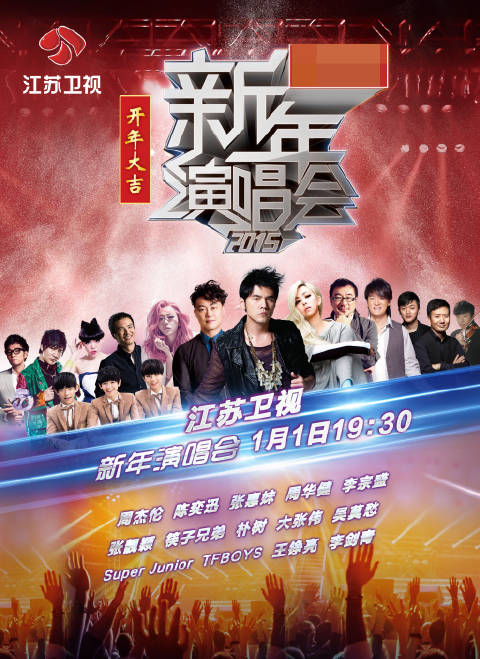 江苏卫视
开年大吉
新年
演唱会
2015
江苏卫视
新年演唱会 1月1日19:30
周杰伦 陈奕迅 张惠妹 周华健 李宗盛
张靓颖 筷子兄弟 朴树 大张伟 吴莫愁
Super Junior TFBOYS 王铮亮 李剑青